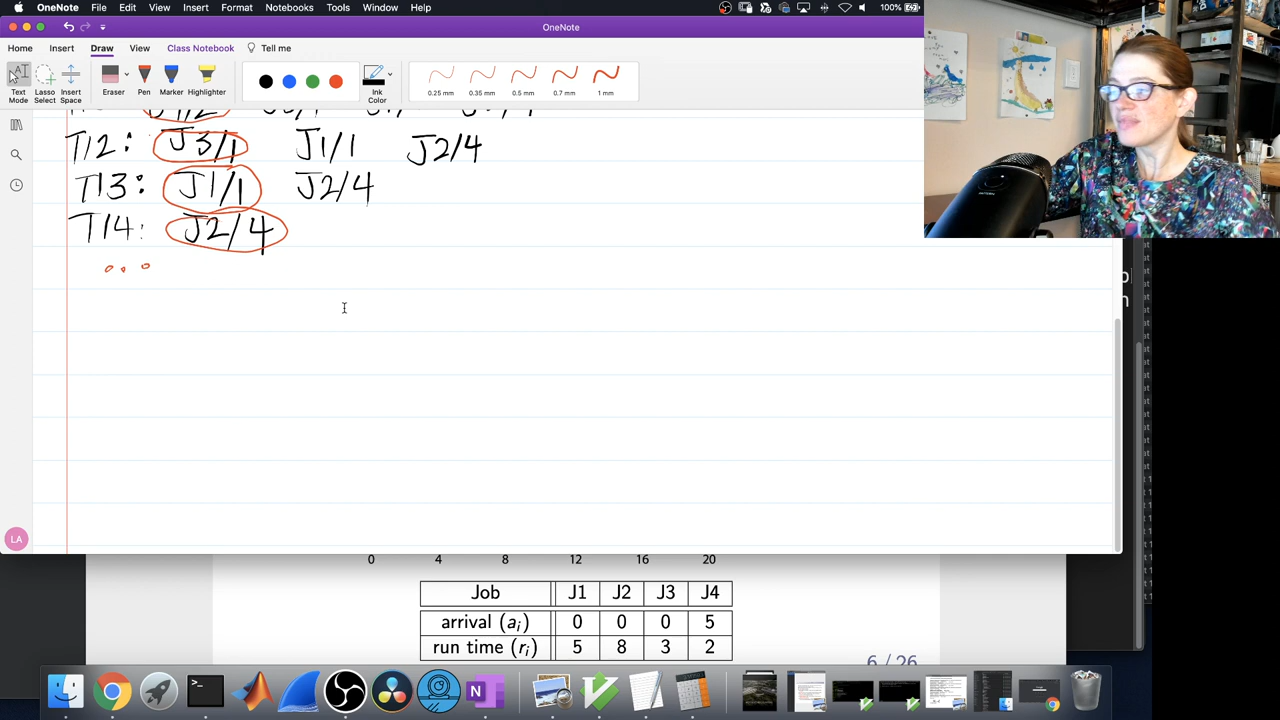 OneNote File Edit View Insert Format Notebooks Tools Window Help 100%
OneNote
Home Insert Draw View Class Notebook Tell me
Text Mode Lasso Select Insert Space Eraser Pen Marker Highlighter Ink Color 0.25 mm 0.35 mm 0.5 mm 0.7 mm 1 mm
T12: J3/1 J1/1 J2/4
T13: J1/1 J2/4
T14: J2/4
LA
0 4 8 12 16 20
Job J1 J2 J3 J4
arrival (aᵢ) 0 0 0 5
run time (rᵢ) 5 8 3 2
6 / 26